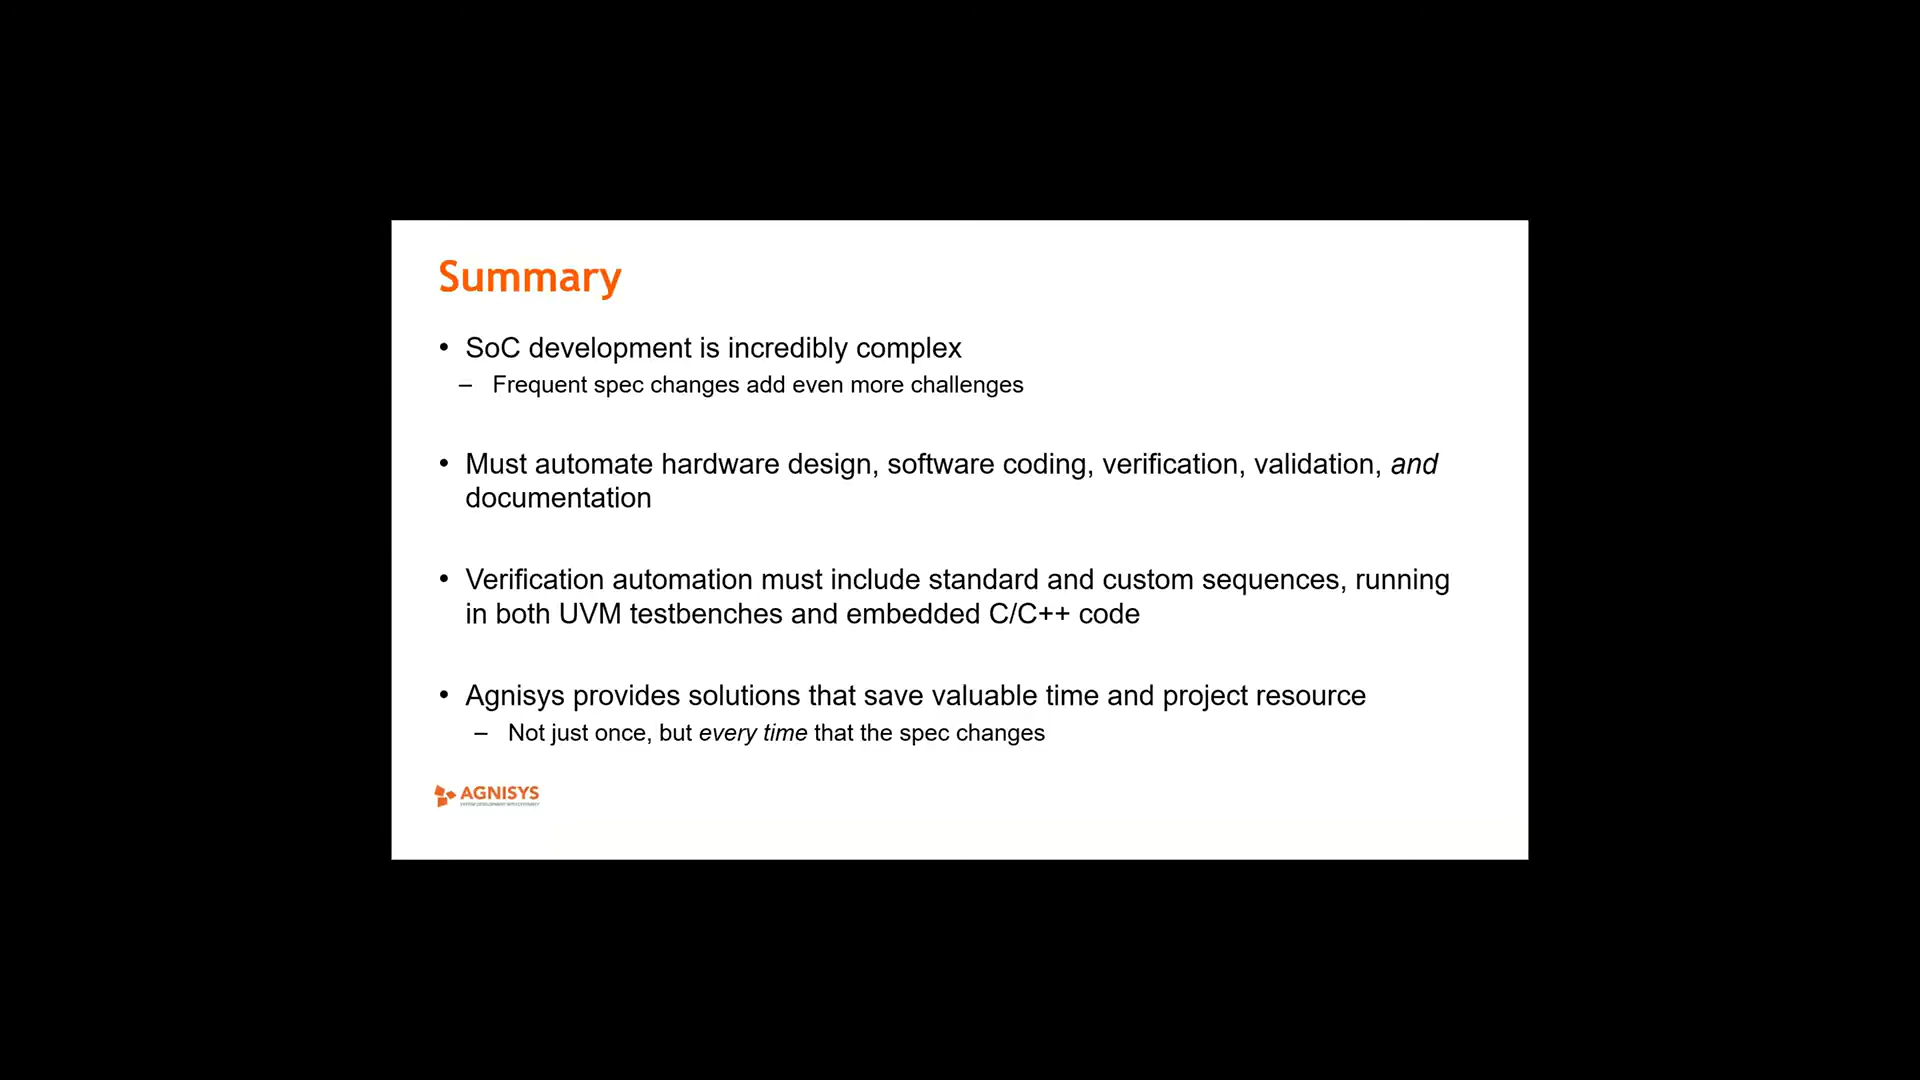 Summary
• SoC development is incredibly complex
– Frequent spec changes add even more challenges
• Must automate hardware design, software coding, verification, validation, and
documentation
• Verification automation must include standard and custom sequences, running
in both UVM testbenches and embedded C/C++ code
• Agnisys provides solutions that save valuable time and project resource
– Not just once, but every time that the spec changes
AGNISYS